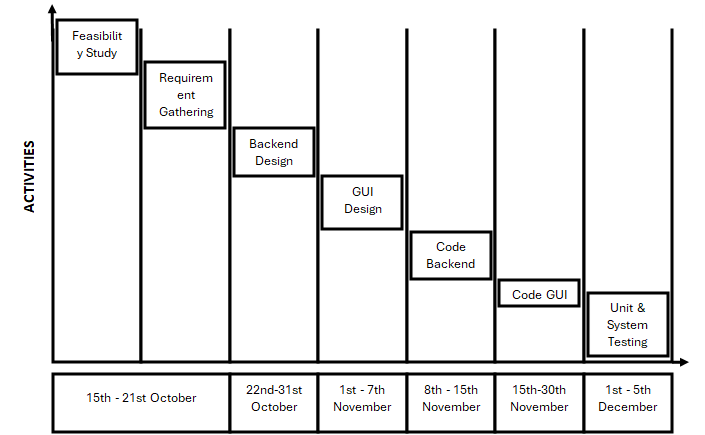 Feasibilit
y Study
Requirem
ent
Gathering
Backend
Design
GUI
Design
Code
Backend
Code GUI
Unit &
System
Testing
ACTIVITIES
15th - 21st October
22nd-31st
October
1st - 7th
November
8th - 15th
November
15th-30th
November
1st - 5th
December